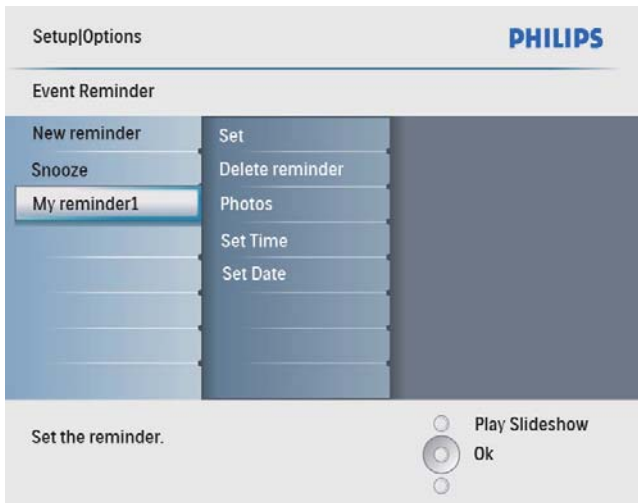 Setup|Options
PHILIPS
Event Reminder
New reminder
Snooze
My reminder1
Set
Delete reminder
Photos
Set Time
Set Date
Set the reminder.
Play Slideshow
Ok